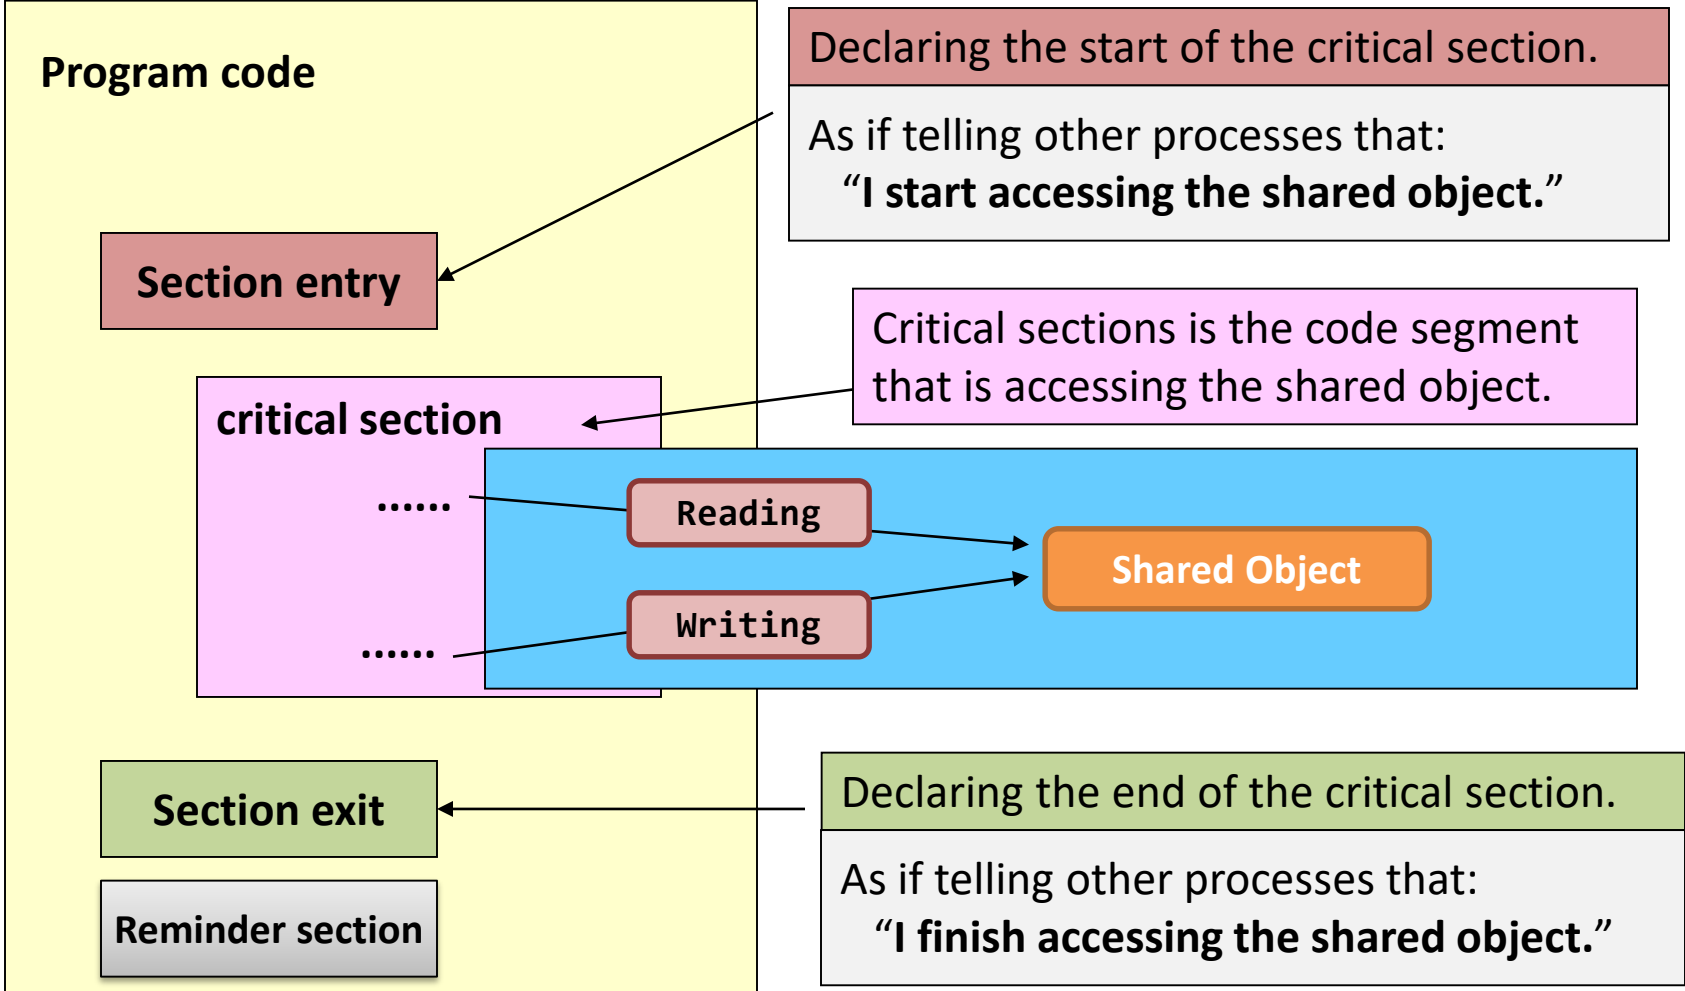 Program code
Declaring the start of the critical section.
As if telling other processes that:
“I start accessing the shared object.”
Section entry
Critical sections is the code segment
that is accessing the shared object.
critical section
......
Reading
Shared Object
Writing
......
Section exit
Declaring the end of the critical section.
As if telling other processes that:
“I finish accessing the shared object.”
Reminder section